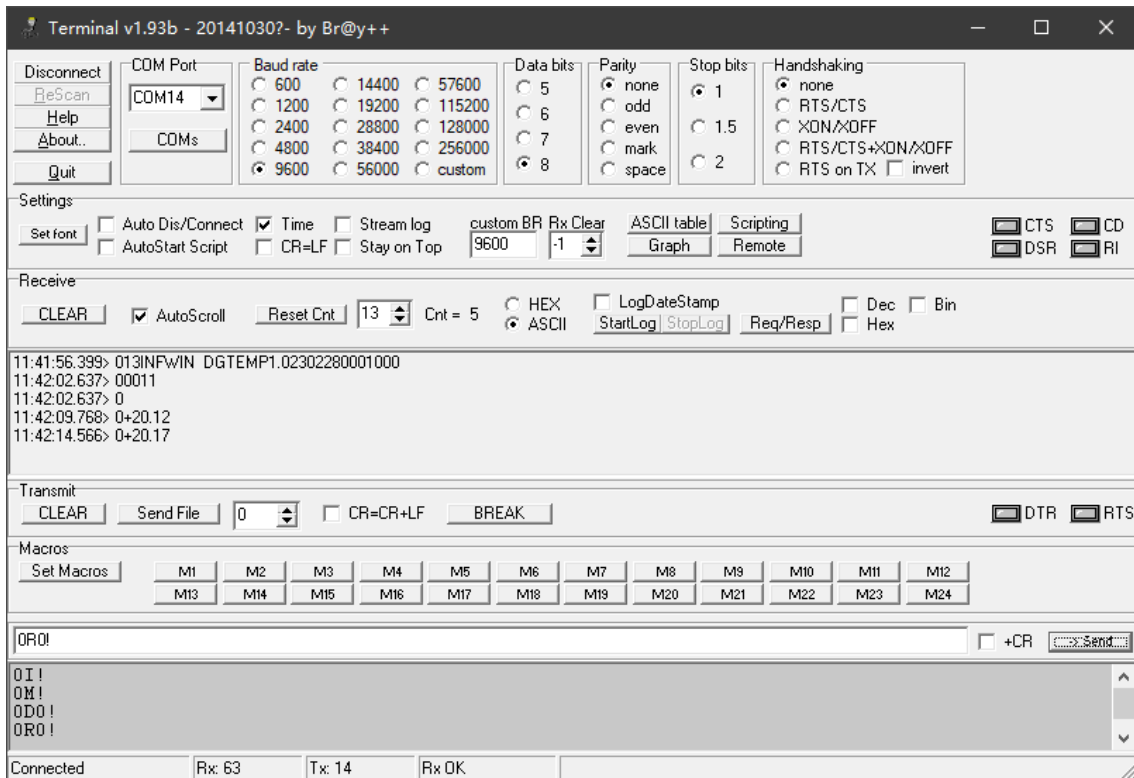 Terminal v1.93b - 20141030?- by Br@y++
Disconnect
ReScan
Help
About..
Quit
COM Port
COM14
COMs
Baud rate
600 14400 57600
1200 19200 115200
2400 28800 128000
4800 38400 256000
9600 56000 custom
Data bits
5
6
7
8
Parity
none
odd
even
mark
space
Stop bits
1
1.5
2
Handshaking
none
RTS/CTS
XON/XOFF
RTS/CTS+XON/XOFF
RTS on TX invert
Settings
Set font
Auto Dis/Connect Time Stream log
AutoStart Script CR=LF Stay on Top
custom BR Rx Clear
9600 -1
ASCII table Scripting
Graph Remote
CTS CD
DSR RI
Receive
CLEAR AutoScroll Reset Cnt 13 Cnt = 5
HEX
ASCII
LogDateStamp
StartLog StopLog Req/Resp
Dec Bin
Hex
11:41:56.399> 013INFWIN DGTEMP1.02302280001000
11:42:02.637> 00011
11:42:02.637> 0
11:42:09.768> 0+20.12
11:42:14.566> 0+20.17
Transmit
CLEAR Send File 0 CR=CR+LF BREAK DTR RTS
Macros
Set Macros M1 M2 M3 M4 M5 M6 M7 M8 M9 M10 M11 M12
M13 M14 M15 M16 M17 M18 M19 M20 M21 M22 M23 M24
0R0! +CR -> Send
0I!
0M!
0D0!
0R0!
Connected Rx: 63 Tx: 14 Rx OK